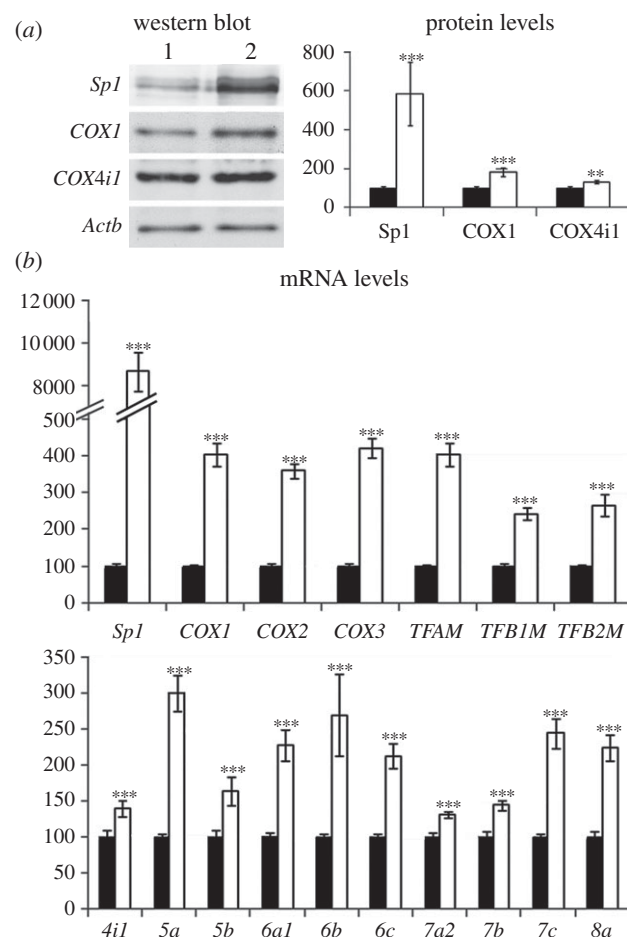 (a) western blot
1 2
Sp1
COX1
COX4i1
Actb
protein levels
800
600
400
200
0
*** *** **
Sp1 COX1 COX4i1
(b) mRNA levels
12 000
10 000
8000
500
400
300
200
100
0
*** *** *** *** *** *** ***
Sp1 COX1 COX2 COX3 TFAM TFB1M TFB2M
350
300
250
200
150
100
50
0
*** *** *** *** *** *** *** *** *** ***
4i1 5a 5b 6a1 6b 6c 7a2 7b 7c 8a